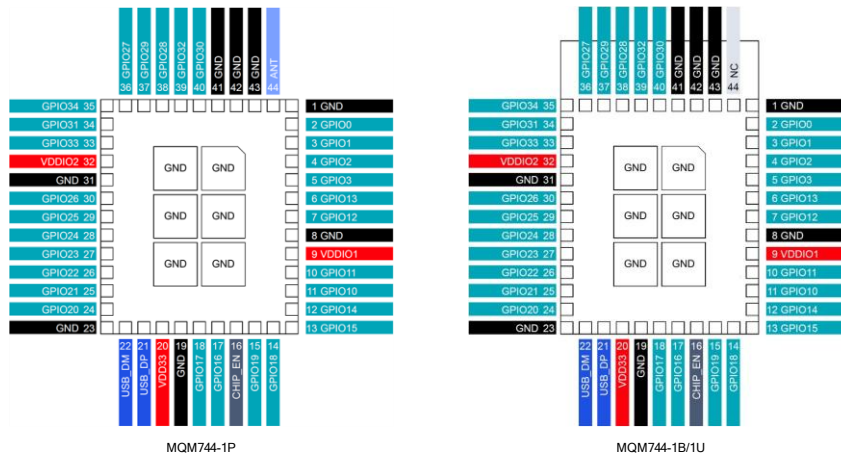 36 GPIO27
37 GPIO29
38 GPIO28
39 GPIO32
40 GPIO30
41 GND
42 GND
43 GND
44 ANT
GPIO34 35
GPIO31 34
GPIO33 33
VDDIO2 32
GND 31
GPIO26 30
GPIO25 29
GPIO24 28
GPIO23 27
GPIO22 26
GPIO21 25
GPIO20 24
GND 23
GND GND
GND GND
GND GND
1 GND
2 GPIO0
3 GPIO1
4 GPIO2
5 GPIO3
6 GPIO13
7 GPIO12
8 GND
9 VDDIO1
10 GPIO11
11 GPIO10
12 GPIO14
13 GPIO15
USB_DM 22
USB_DP 21
VDD33 20
GND 19
GPIO17 18
GPIO16 17
CHIP_EN 16
GPIO19 15
GPIO18 14
MQM744-1P
36 GPIO27
37 GPIO29
38 GPIO28
39 GPIO32
40 GPIO30
41 GND
42 GND
43 GND
44 NC
GPIO34 35
GPIO31 34
GPIO33 33
VDDIO2 32
GND 31
GPIO26 30
GPIO25 29
GPIO24 28
GPIO23 27
GPIO22 26
GPIO21 25
GPIO20 24
GND 23
GND GND
GND GND
GND GND
1 GND
2 GPIO0
3 GPIO1
4 GPIO2
5 GPIO3
6 GPIO13
7 GPIO12
8 GND
9 VDDIO1
10 GPIO11
11 GPIO10
12 GPIO14
13 GPIO15
USB_DM 22
USB_DP 21
VDD33 20
GND 19
GPIO17 18
GPIO16 17
CHIP_EN 16
GPIO19 15
GPIO18 14
MQM744-1B/1U